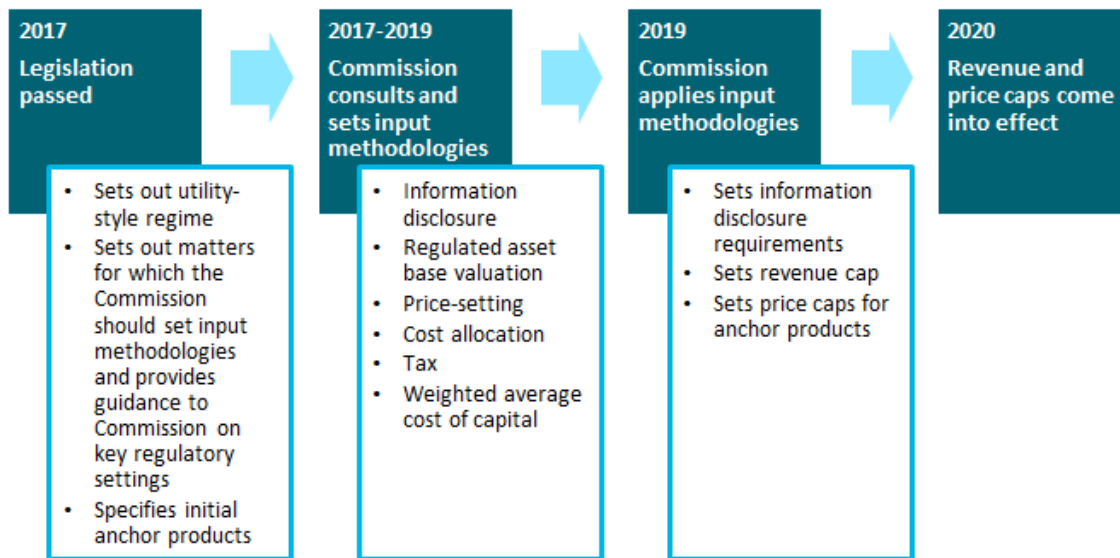 2017
Legislation
passed
• Sets out utility-
style regime
• Sets out matters
for which the
Commission
should set input
methodologies
and provides
guidance to
Commission on
key regulatory
settings
• Specifies initial
anchor products
2017-2019
Commission
consults and
sets input
methodologies
• Information
disclosure
• Regulated asset
base valuation
• Price-setting
• Cost allocation
• Tax
• Weighted average
cost of capital
2019
Commission
applies input
methodologies
• Sets information
disclosure
requirements
• Sets revenue cap
• Sets price caps for
anchor products
2020
Revenue and
price caps come
into effect